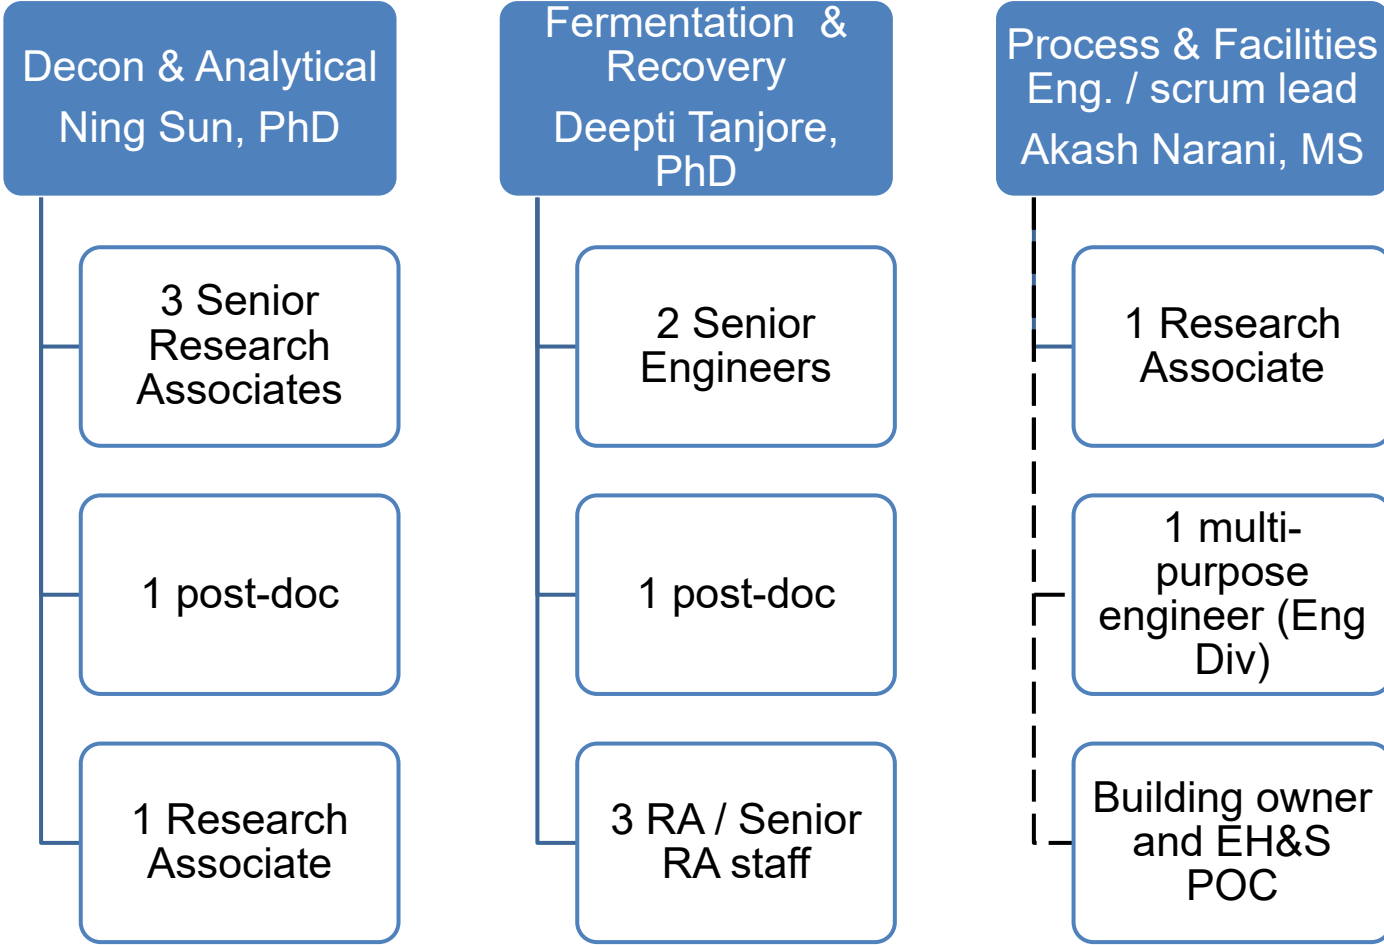 Decon & Analytical
Ning Sun, PhD
3 Senior
Research
Associates
1 post-doc
1 Research
Associate
Fermentation &
Recovery
Deepti Tanjore,
PhD
2 Senior
Engineers
1 post-doc
3 RA / Senior
RA staff
Process & Facilities
Eng. / scrum lead
Akash Narani, MS
1 Research
Associate
1 multi-
purpose
engineer (Eng
Div)
Building owner
and EH&S
POC